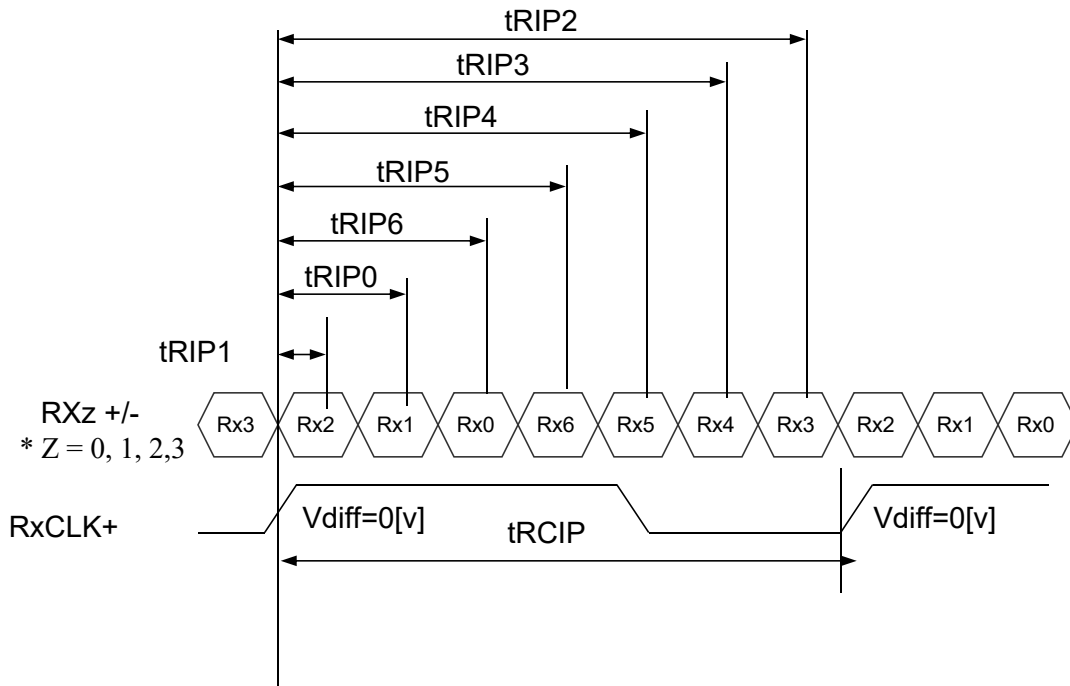 tRIP2
tRIP3
tRIP4
tRIP5
tRIP6
tRIP0
tRIP1
RXz +/-
* Z = 0, 1, 2,3
Rx3 Rx2 Rx1 Rx0 Rx6 Rx5 Rx4 Rx3 Rx2 Rx1 Rx0
RxCLK+
Vdiff=0[v] Vdiff=0[v]
tRCIP